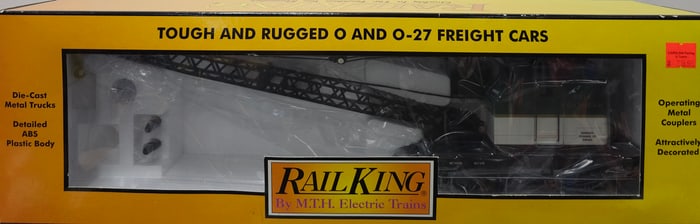 TOUGH AND RUGGED O AND O-27 FREIGHT CARS
Die-Cast
Metal Trucks
Detailed
ABS
Plastic Body
Operating
Metal
Couplers
Attractively
Decorated
RAILKING®
By M.T.H. Electric Trains